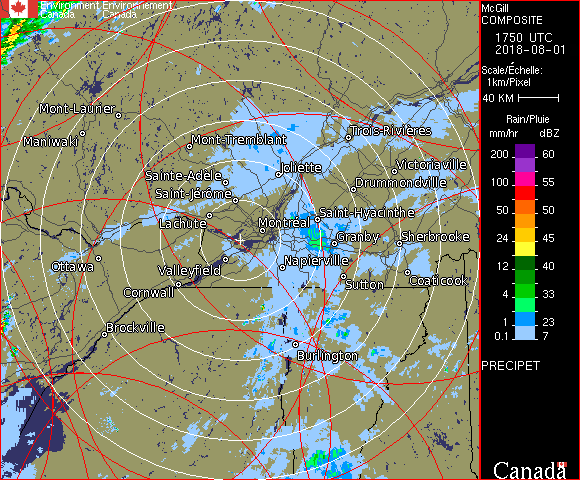 Environment Environnement
Canada Canada
McGill
COMPOSITE
1750 UTC
2018-08-01
Scale/Échelle:
1km/Pixel
40 KM
Rain/Pluie
mm/hr dBZ
200 60
100 55
50 50
24 45
12 40
4 33
1 30
0.5 23
0.1 7
PRECIPET
Canada
Mont-Laurier
Maniwaki
Mont-Tremblant
Trois-Rivières
Joliette
Victoriaville
Sainte-Adèle
Drummondville
Saint-Jérôme
Saint-Hyacinthe
Lachute
Montréal
Granby
Sherbrooke
Ottawa
Valleyfield
Napierville
Cornwall
Sutton
Coaticook
Brockville
Burlington